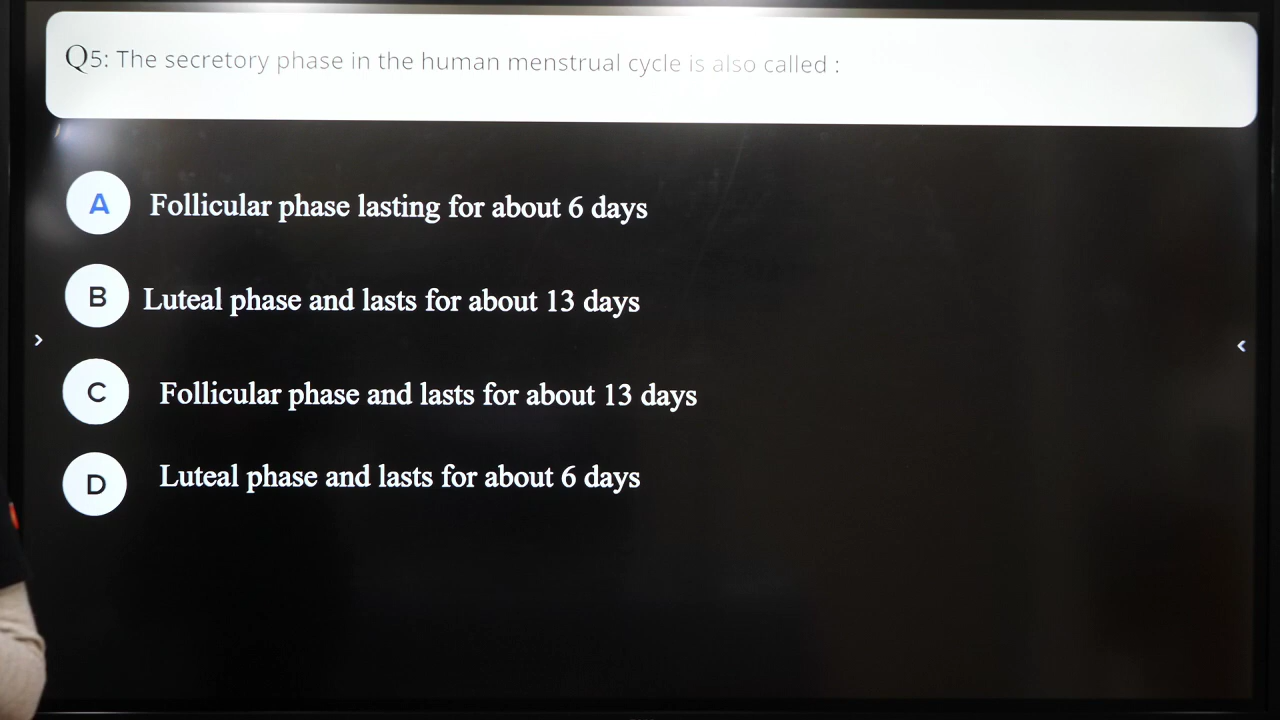 Q5: The secretory phase in the human menstrual cycle is also called :
A Follicular phase lasting for about 6 days
B Luteal phase and lasts for about 13 days
C Follicular phase and lasts for about 13 days
D Luteal phase and lasts for about 6 days